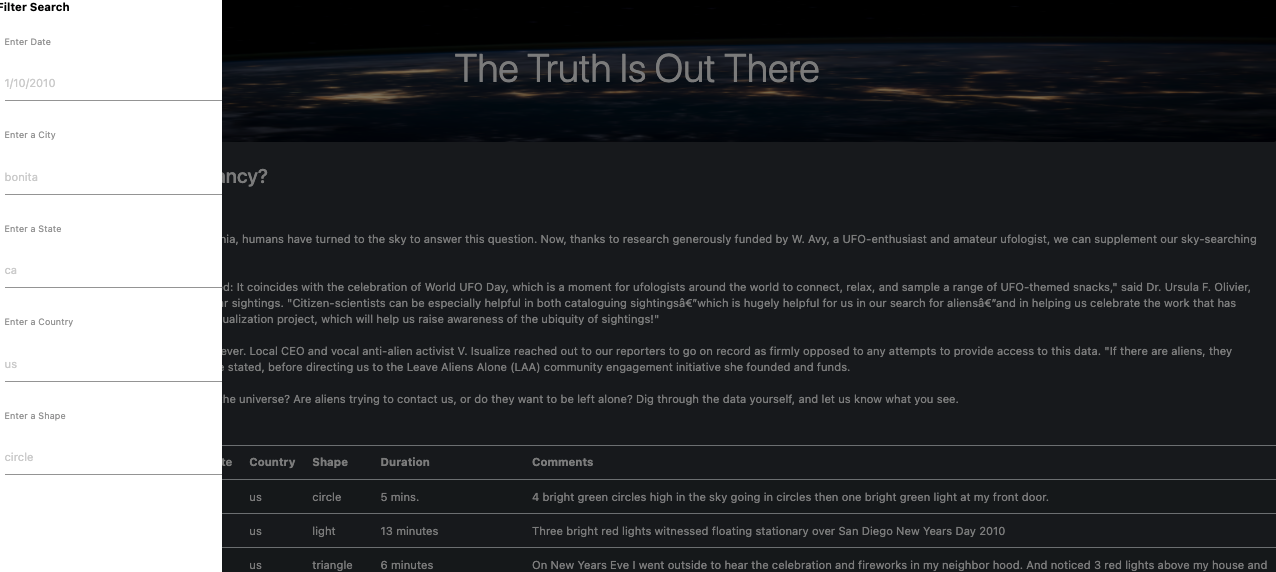 Filter Search
Enter Date
1/10/2010
Enter a City
bonita
Enter a State
ca
Enter a Country
us
Enter a Shape
circle
The Truth Is Out There
ancy?
humans have turned to the sky to answer this question. Now, thanks to research generously funded by W. Avy, a UFO-enthusiast and amateur ufologist, we can supplement our sky-searching
It coincides with the celebration of World UFO Day, which is a moment for ufologists around the world to connect, relax, and sample a range of UFO-themed snacks," said Dr. Ursula F. Olivier,
sightings. "Citizen-scientists can be especially helpful in both cataloguing sightingsâ€”which is hugely helpful for us in our search for aliensâ€”and in helping us celebrate the work that has
ualization project, which will help us raise awareness of the ubiquity of sightings!"
ever. Local CEO and vocal anti-alien activist V. Isualize reached out to our reporters to go on record as firmly opposed to any attempts to provide access to this data. "If there are aliens, they
stated, before directing us to the Leave Aliens Alone (LAA) community engagement initiative she founded and funds.
he universe? Are aliens trying to contact us, or do they want to be left alone? Dig through the data yourself, and let us know what you see.
te Country Shape Duration Comments
us circle 5 mins. 4 bright green circles high in the sky going in circles then one bright green light at my front door.
us light 13 minutes Three bright red lights witnessed floating stationary over San Diego New Years Day 2010
us triangle 6 minutes On New Years Eve I went outside to hear the celebration and fireworks in my neighbor hood. And noticed 3 red lights above my house and